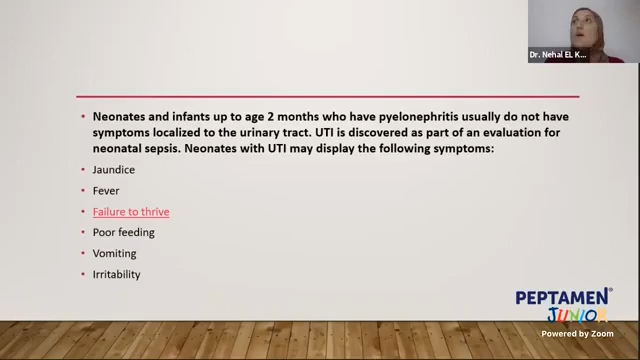 Dr. Nehal EL K...
• Neonates and infants up to age 2 months who have pyelonephritis usually do not have
symptoms localized to the urinary tract. UTI is discovered as part of an evaluation for
neonatal sepsis. Neonates with UTI may display the following symptoms:
• Jaundice
• Fever
• Failure to thrive
• Poor feeding
• Vomiting
• Irritability
PEPTAMEN®
JUNIOR
Powered by Zoom